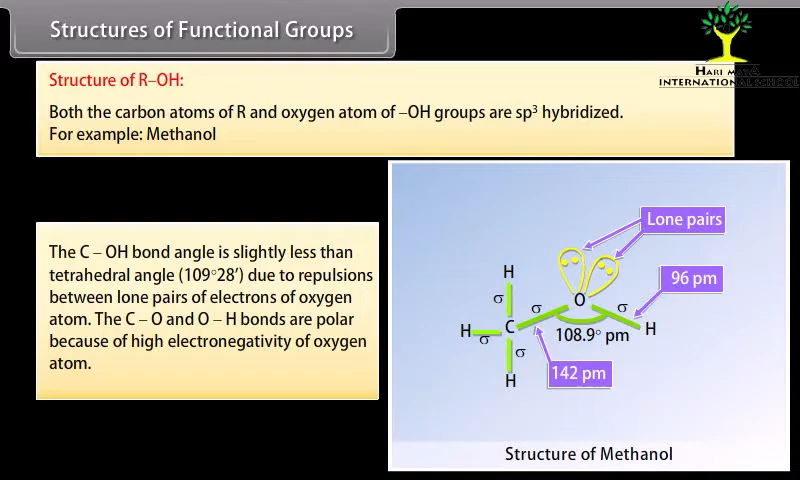 Structures of Functional Groups
HARI MAYA
INTERNATIONAL SCHOOL
Structure of R–OH:
Both the carbon atoms of R and oxygen atom of –OH groups are sp³ hybridized.
For example: Methanol
The C – OH bond angle is slightly less than
tetrahedral angle (109°28′) due to repulsions
between lone pairs of electrons of oxygen
atom. The C – O and O – H bonds are polar
because of high electronegativity of oxygen
atom.
Lone pairs
96 pm
H
σ
σ
O
σ
H
σ
C
108.9° pm
H
σ
142 pm
H
Structure of Methanol